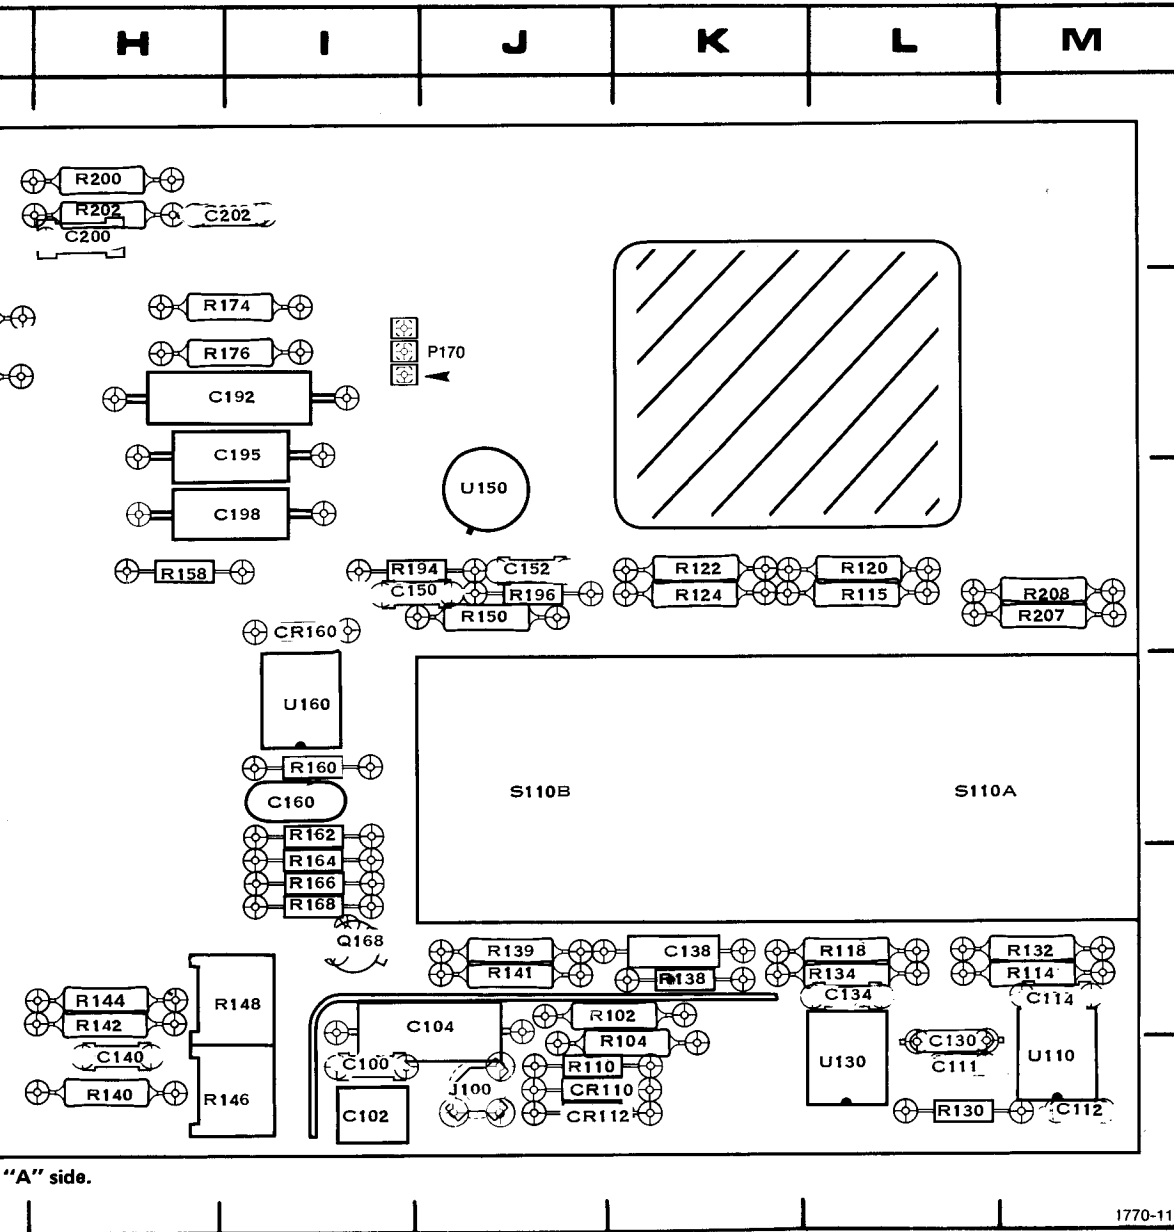 H I J K L M
R200
R202 C202
C200
R174
R176
P170
C192
C195
U150
C198
R158 R194 C152 R122 R120
C150 R196 R124 R115 R208
R150 R207
CR160
U160
R160
S110B S110A
C160
R162
R164
R166
R168
Q168
R139 C138 R118 R132
R141 R138 R134 R114
R144 R148 C134 C114
R142 C104 R102
R104
C140 C100 R110 U130 C130 U110
C111
R140 R146 J100 CR110
C102 CR112 R130 C112
"A" side.
1770-11